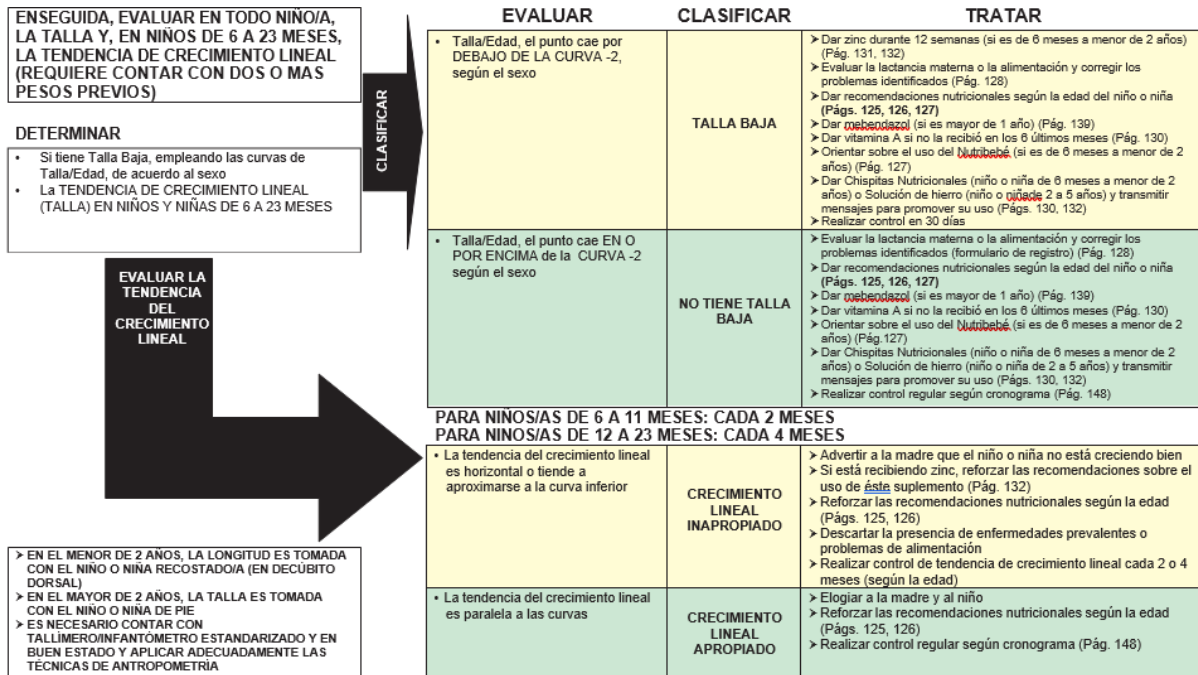 ENSEGUIDA, EVALUAR EN TODO NIÑO/A,
LA TALLA Y, EN NIÑOS DE 6 A 23 MESES,
LA TENDENCIA DE CRECIMIENTO LINEAL
(REQUIERE CONTAR CON DOS O MAS
PESOS PREVIOS)
DETERMINAR
• Si tiene Talla Baja, empleando las curvas de
Talla/Edad, de acuerdo al sexo
• La TENDENCIA DE CRECIMIENTO LINEAL
(TALLA) EN NIÑOS Y NIÑAS DE 6 A 23 MESES
CLASIFICAR
EVALUAR LA
TENDENCIA
DEL
CRECIMIENTO
LINEAL
➢ EN EL MENOR DE 2 AÑOS, LA LONGITUD ES TOMADA
CON EL NIÑO O NIÑA RECOSTADO/A (EN DECÚBITO
DORSAL)
➢ EN EL MAYOR DE 2 AÑOS, LA TALLA ES TOMADA
CON EL NIÑO O NIÑA DE PIE
➢ ES NECESARIO CONTAR CON
TALLÍMERO/INFANTÓMETRO ESTANDARIZADO Y EN
BUEN ESTADO Y APLICAR ADECUADAMENTE LAS
TÉCNICAS DE ANTROPOMETRÍA
EVALUAR
CLASIFICAR
TRATAR
• Talla/Edad, el punto cae por
DEBAJO DE LA CURVA -2,
según el sexo
TALLA BAJA
➢ Dar zinc durante 12 semanas (si es de 6 meses a menor de 2 años)
(Pág. 131, 132)
➢ Evaluar la lactancia materna o la alimentación y corregir los
problemas identificados (Pág. 128)
➢ Dar recomendaciones nutricionales según la edad del niño o niña
(Págs. 125, 126, 127)
➢ Dar mebendazol (si es mayor de 1 año) (Pág. 139)
➢ Dar vitamina A si no la recibió en los 6 últimos meses (Pág. 130)
➢ Orientar sobre el uso del Nutribebé (si es de 6 meses a menor de 2
años) (Pág. 127)
➢ Dar Chispitas Nutricionales (niño o niña de 6 meses a menor de 2
años) o Solución de hierro (niño o niñade 2 a 5 años) y transmitir
mensajes para promover su uso (Págs. 130, 132)
➢ Realizar control en 30 días
• Talla/Edad, el punto cae EN O
POR ENCIMA de la CURVA -2
según el sexo
NO TIENE TALLA
BAJA
➢ Evaluar la lactancia materna o la alimentación y corregir los
problemas identificados (formulario de registro) (Pág. 128)
➢ Dar recomendaciones nutricionales según la edad del niño o niña
(Págs. 125, 126, 127)
➢ Dar mebendazol (si es mayor de 1 año) (Pág. 139)
➢ Dar vitamina A si no la recibió en los 6 últimos meses (Pág. 130)
➢ Orientar sobre el uso del Nutribebé (si es de 6 meses a menor de 2
años) (Pág.127)
➢ Dar Chispitas Nutricionales (niño o niña de 6 meses a menor de 2
años) o Solución de hierro (niño o niña de 2 a 5 años) y transmitir
mensajes para promover su uso (Págs. 130, 132)
➢ Realizar control regular según cronograma (Pág. 148)
PARA NIÑOS/AS DE 6 A 11 MESES: CADA 2 MESES
PARA NINOS/AS DE 12 A 23 MESES: CADA 4 MESES
• La tendencia del crecimiento lineal
es horizontal o tiende a
aproximarse a la curva inferior
CRECIMIENTO
LINEAL
INAPROPIADO
➢ Advertir a la madre que el niño o niña no está creciendo bien
➢ Si está recibiendo zinc, reforzar las recomendaciones sobre el
uso de éste suplemento (Pág. 132)
➢ Reforzar las recomendaciones nutricionales según la edad
(Págs. 125, 126)
➢ Descartar la presencia de enfermedades prevalentes o
problemas de alimentación
➢ Realizar control de tendencia de crecimiento lineal cada 2 o 4
meses (según la edad)
• La tendencia del crecimiento lineal
es paralela a las curvas
CRECIMIENTO
LINEAL
APROPIADO
➢ Elogiar a la madre y al niño
➢ Reforzar las recomendaciones nutricionales según la edad
(Págs. 125, 126)
➢ Realizar control regular según cronograma (Pág. 148)